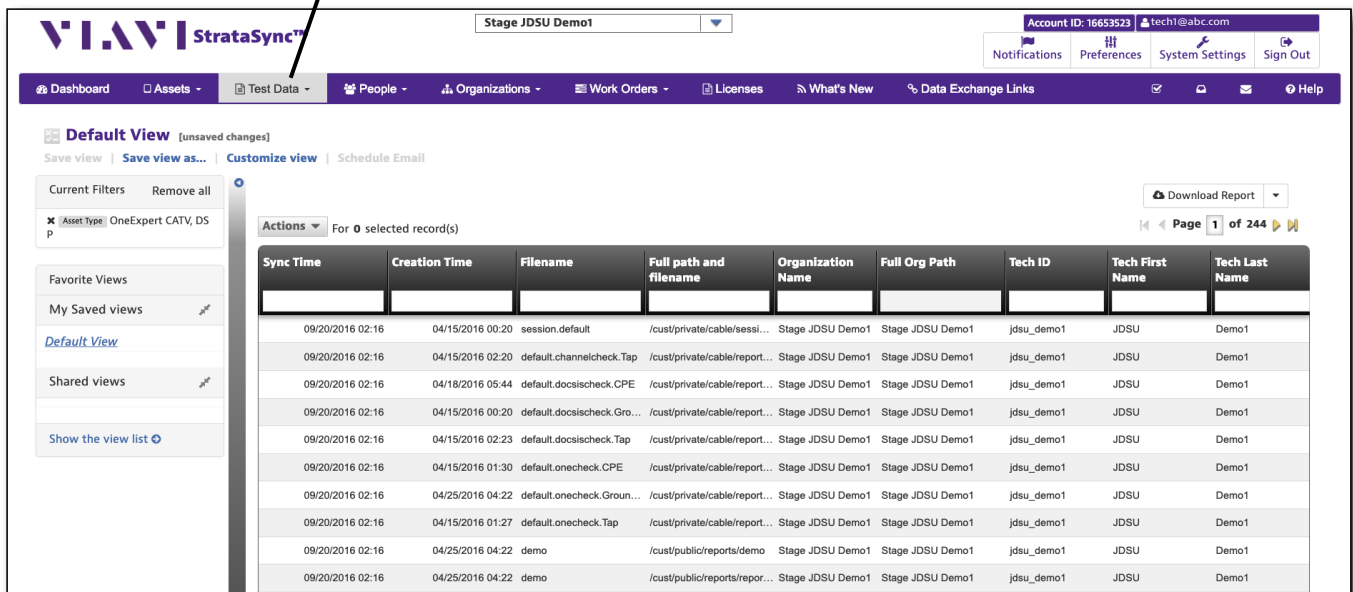 Stage JDSU Demo1
Account ID: 16653523 tech1@abc.com
VIAVI StrataSync™
Notifications Preferences System Settings Sign Out
Dashboard Assets Test Data People Organizations Work Orders Licenses What's New Data Exchange Links Help
Default View [unsaved changes]
Save view | Save view as... | Customize view | Schedule Email
Current Filters Remove all
Download Report
Asset Type OneExpert CATV, DS
P
Actions For 0 selected record(s)
Page 1 of 244
Favorite Views
My Saved views
Default View
Shared views
Show the view list
Sync Time Creation Time Filename Full path and filename Organization Name Full Org Path Tech ID Tech First Name Tech Last Name
09/20/2016 02:16 04/15/2016 00:20 session.default /cust/private/cable/sessi... Stage JDSU Demo1 Stage JDSU Demo1 jdsu_demo1 JDSU Demo1
09/20/2016 02:16 04/15/2016 02:20 default.channelcheck.Tap /cust/private/cable/report... Stage JDSU Demo1 Stage JDSU Demo1 jdsu_demo1 JDSU Demo1
09/20/2016 02:16 04/18/2016 05:44 default.docsischeck.CPE /cust/private/cable/report... Stage JDSU Demo1 Stage JDSU Demo1 jdsu_demo1 JDSU Demo1
09/20/2016 02:16 04/15/2016 00:20 default.docsischeck.Gro... /cust/private/cable/report... Stage JDSU Demo1 Stage JDSU Demo1 jdsu_demo1 JDSU Demo1
09/20/2016 02:16 04/15/2016 02:23 default.docsischeck.Tap /cust/private/cable/report... Stage JDSU Demo1 Stage JDSU Demo1 jdsu_demo1 JDSU Demo1
09/20/2016 02:16 04/15/2016 01:30 default.onecheck.CPE /cust/private/cable/report... Stage JDSU Demo1 Stage JDSU Demo1 jdsu_demo1 JDSU Demo1
09/20/2016 02:16 04/25/2016 04:22 default.onecheck.Groun... /cust/private/cable/report... Stage JDSU Demo1 Stage JDSU Demo1 jdsu_demo1 JDSU Demo1
09/20/2016 02:16 04/15/2016 01:27 default.onecheck.Tap /cust/private/cable/report... Stage JDSU Demo1 Stage JDSU Demo1 jdsu_demo1 JDSU Demo1
09/20/2016 02:16 04/25/2016 04:22 demo /cust/public/reports/demo Stage JDSU Demo1 Stage JDSU Demo1 jdsu_demo1 JDSU Demo1
09/20/2016 02:16 04/25/2016 04:22 demo /cust/public/reports/repor... Stage JDSU Demo1 Stage JDSU Demo1 jdsu_demo1 JDSU Demo1